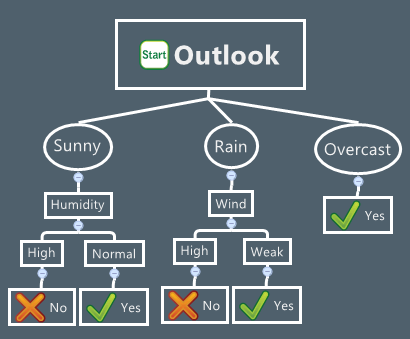 Start Outlook
Sunny Rain Overcast
Humidity Wind Yes
High Normal High Weak
No Yes No Yes